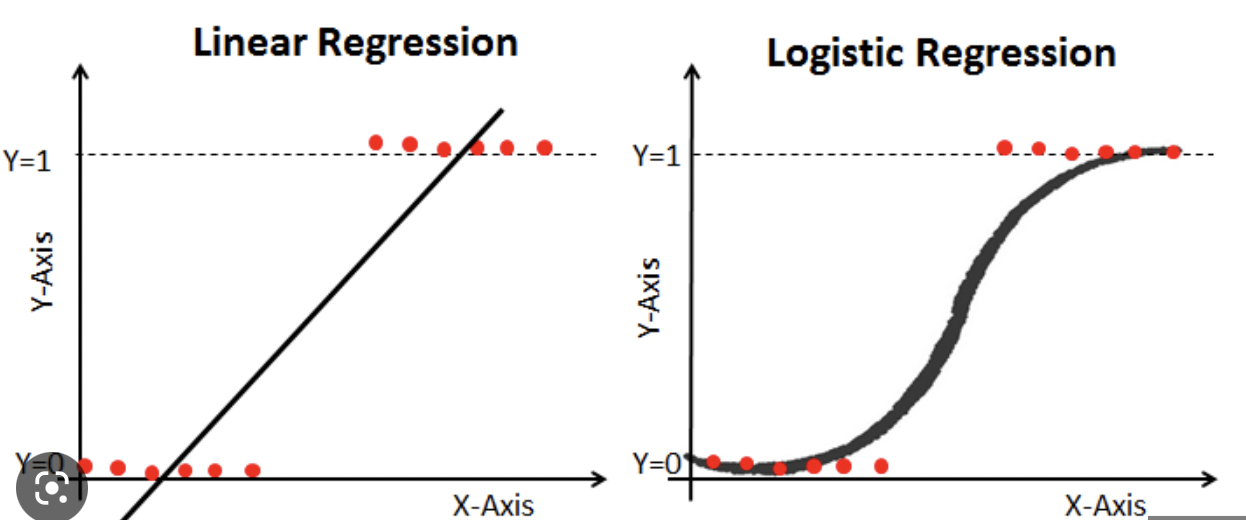 Linear Regression
Y=1
Y-Axis
Y=0
X-Axis
Logistic Regression
Y=1
Y-Axis
Y=0
X-Axis